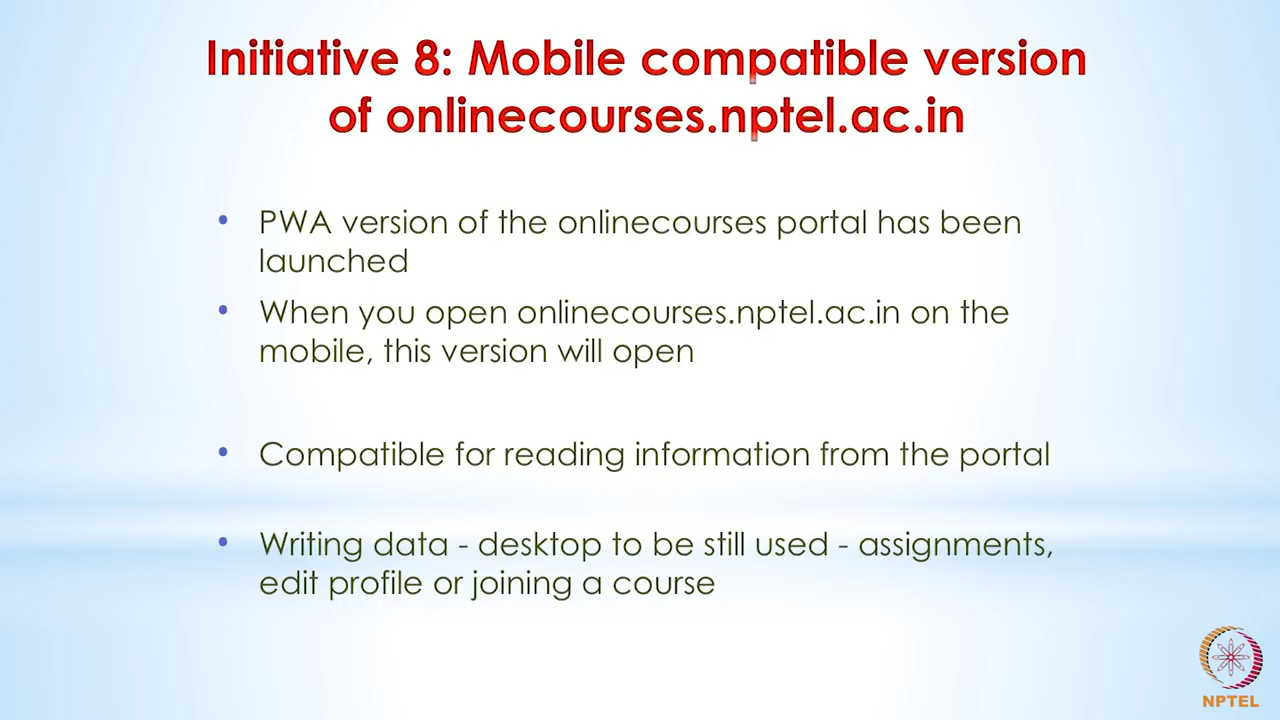 Initiative 8: Mobile compatible version
of onlinecourses.nptel.ac.in
• PWA version of the onlinecourses portal has been
launched
• When you open onlinecourses.nptel.ac.in on the
mobile, this version will open
• Compatible for reading information from the portal
• Writing data - desktop to be still used - assignments,
edit profile or joining a course
NPTEL